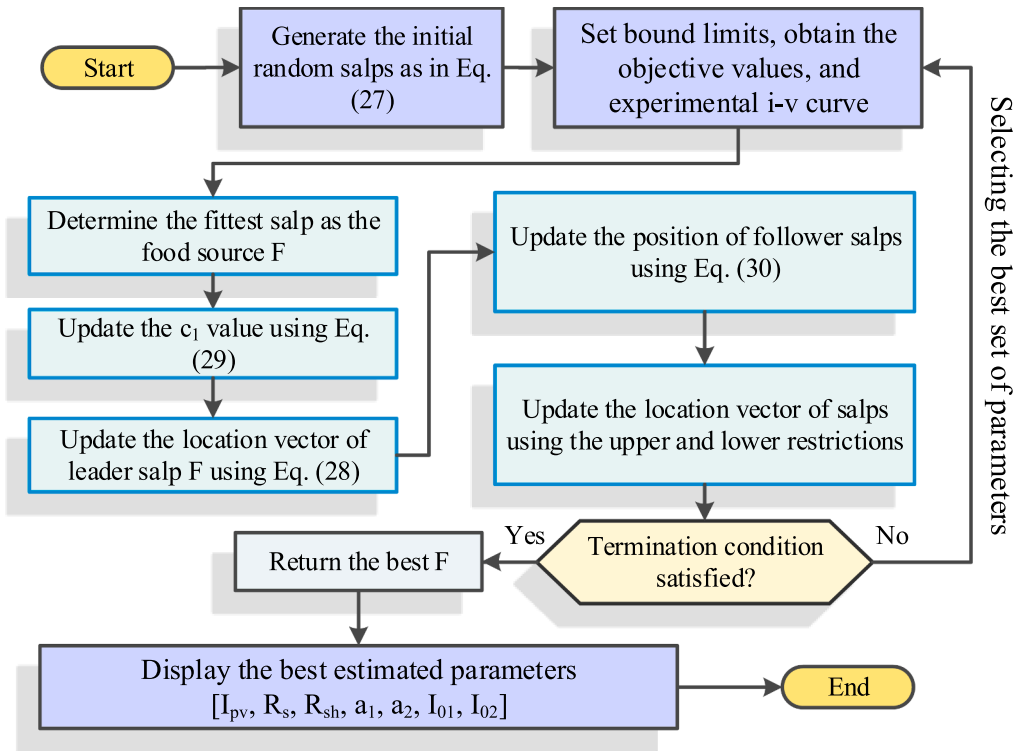 Start
Generate the initial
random salps as in Eq.
(27)
Set bound limits, obtain the
objective values, and
experimental i-v curve
Determine the fittest salp as the
food source F
Update the c₁ value using Eq.
(29)
Update the location vector of
leader salp F using Eq. (28)
Update the position of follower salps
using Eq. (30)
Update the location vector of salps
using the upper and lower restrictions
Termination condition
satisfied?
Yes
No
Selecting the best set of parameters
Return the best F
Display the best estimated parameters
[Iₚᵥ, Rₛ, Rₛₕ, a₁, a₂, I₀₁, I₀₂]
End